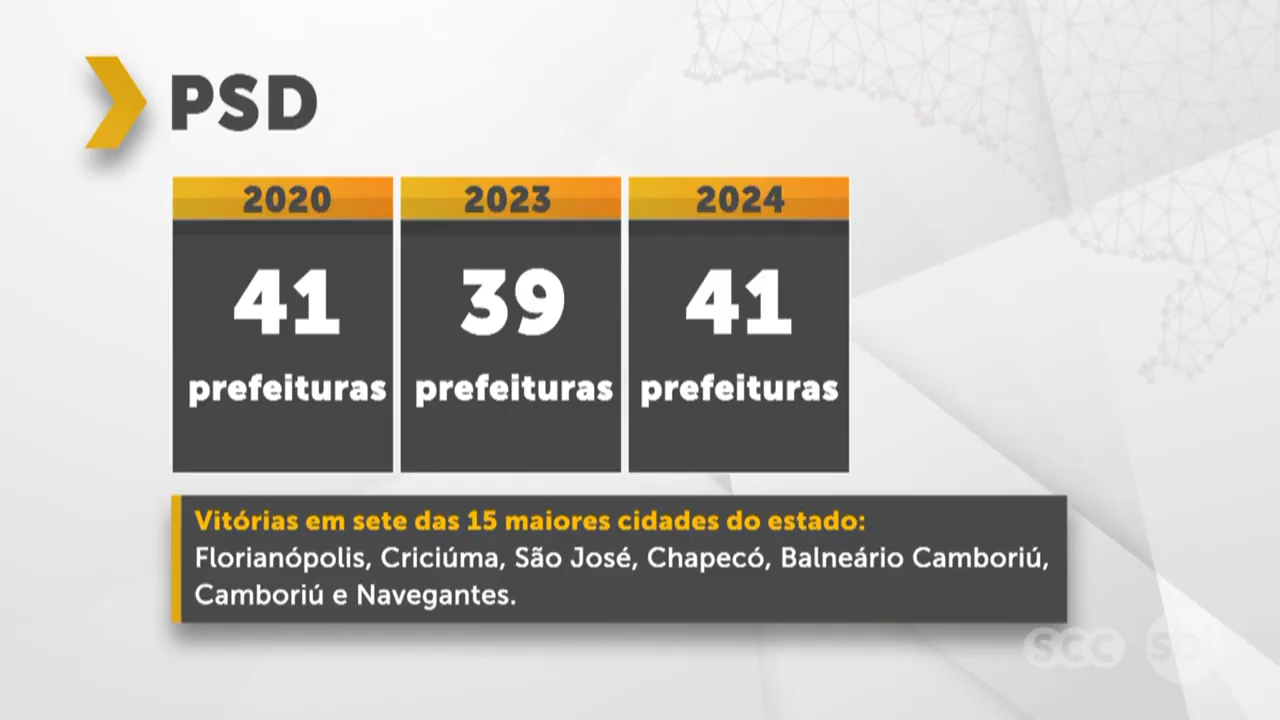 PSD
2020
2023
2024
41
39
41
prefeituras
prefeituras
prefeituras
Vitórias em sete das 15 maiores cidades do estado:
Florianópolis, Criciúma, São José, Chapecó, Balneário Camboriú,
Camboriú e Navegantes.
SCC